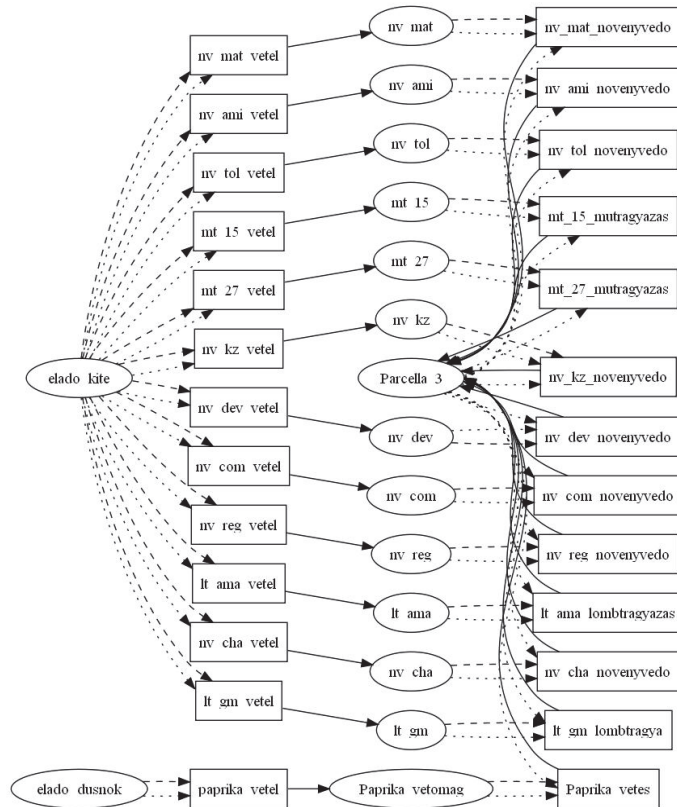 nv mat
nv_mat_novenyvedo
nv mat vetel
nv ami
nv ami novenyvedo
nv ami vetel
nv tol
nv tol novenyvedo
nv tol vetel
mt 15
mt_15_mutragyazas
mt 15 vetel
mt 27
mt_27_mutragyazas
mt 27 vetel
nv kz
nv kz vetel
elado kite
Parcella 3
nv_kz_novenyvedo
nv dev vetel
nv dev
nv dev novenyvedo
nv com vetel
nv com
nv com novenyvedo
nv reg vetel
nv reg
nv reg novenyvedo
lt ama vetel
lt ama
lt ama lombtragyazas
nv cha vetel
nv cha
nv cha novenyvedo
lt gm vetel
lt gm
lt gm lombtragya
elado dusnok
paprika vetel
Paprika vetomag
Paprika vetes